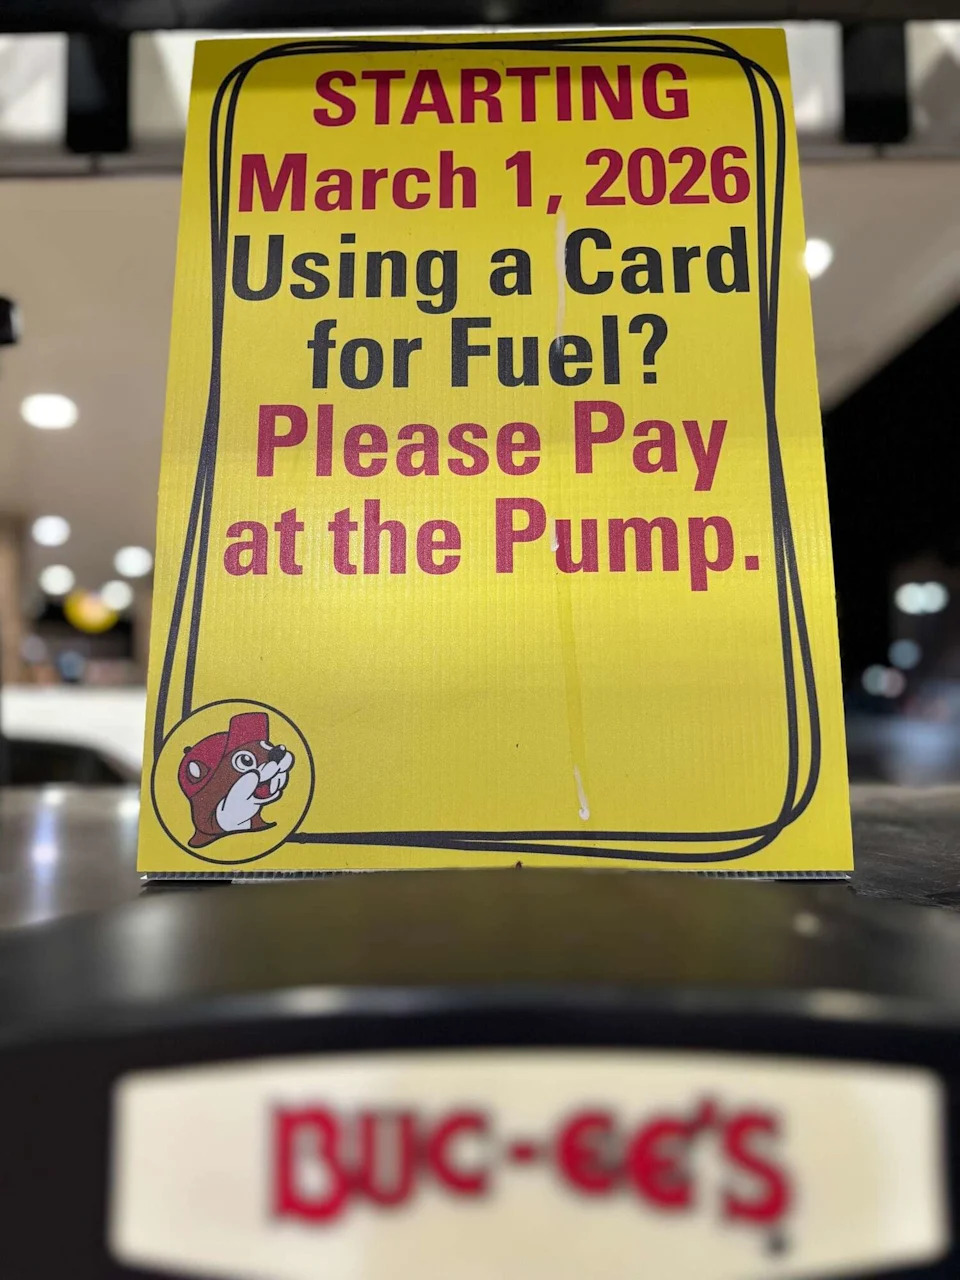 STARTING
March 1, 2026
Using a Card
for Fuel?
Please Pay
at the Pump.
BUC-EE'S